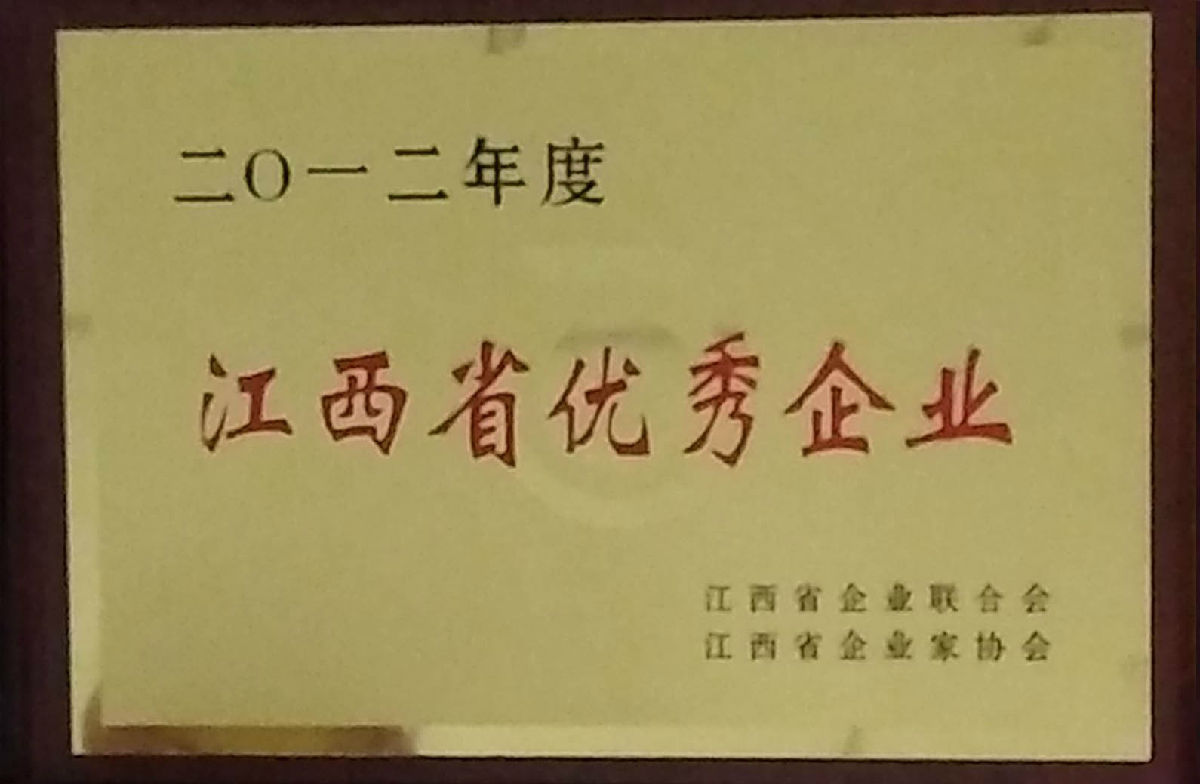 二〇一二年度
江西省优秀企业
江西省企业联合会
江西省企业家协会